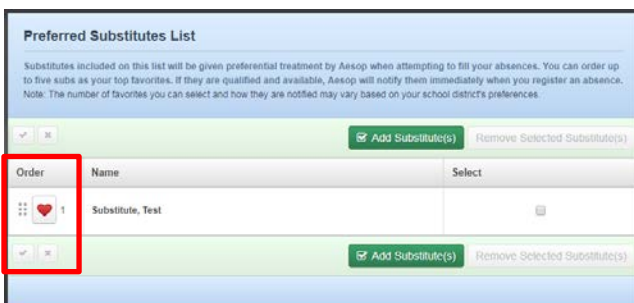 Preferred Substitutes List
Substitutes included on this list will be given preferential treatment by Aesop when attempting to fill your absences. You can order up
to five subs as your top favorites. If they are qualified and available, Aesop will notify them immediately when you register an absence.
Note: The number of favorites you can select and how they are notified may vary based on your school district's preferences.
Add Substitute(s) Remove Selected Substitute(s)
Order Name Select
1 Substitute, Test
Add Substitute(s) Remove Selected Substitute(s)